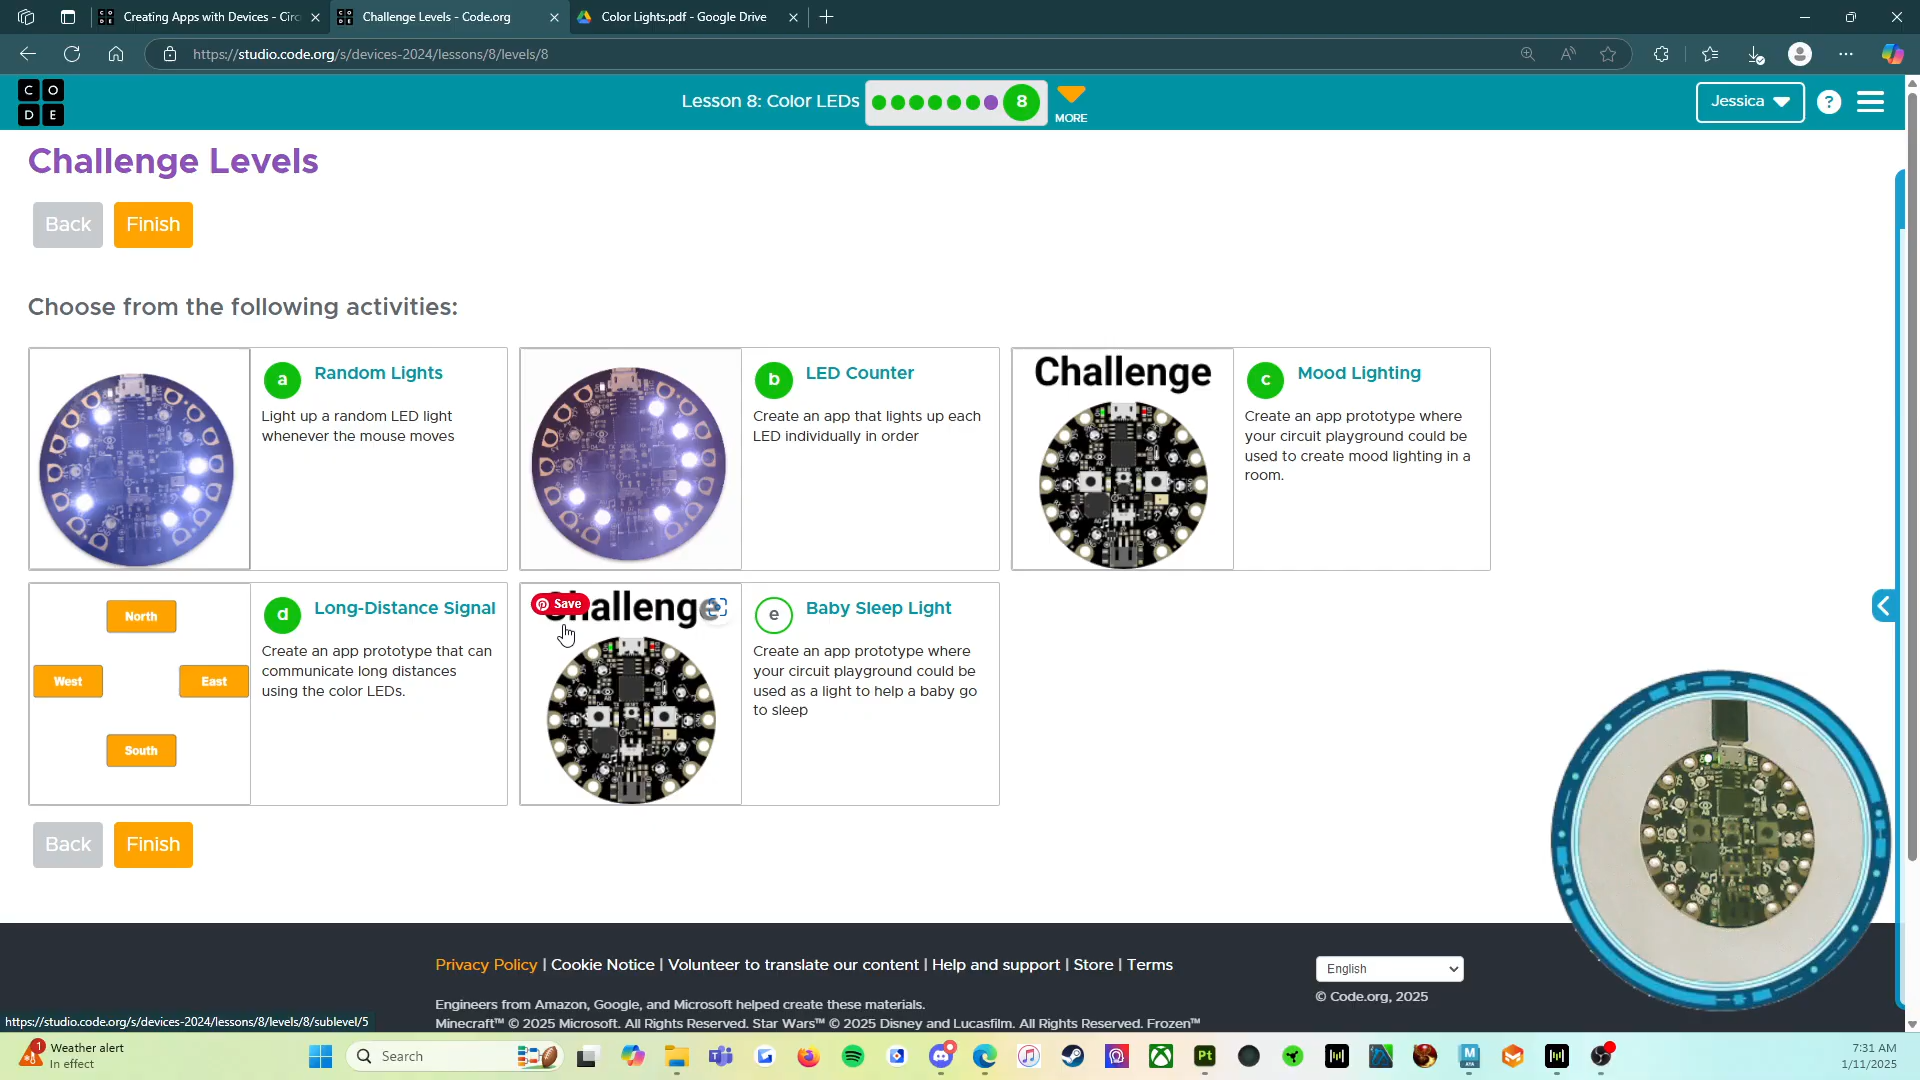 Creating Apps with Devices - Circ
Challenge Levels - Code.org
Color Lights.pdf - Google Drive
https://studio.code.org/s/devices-2024/lessons/8/levels/8
C O
D E
Lesson 8: Color LEDs
8
MORE
Jessica
?
Challenge Levels
Back
Finish
Choose from the following activities:
a
Random Lights
Light up a random LED light
whenever the mouse moves
b
LED Counter
Create an app that lights up each
LED individually in order
Challenge
c
Mood Lighting
Create an app prototype where
your circuit playground could be
used to create mood lighting in a
room.
North
West
East
South
d
Long-Distance Signal
Create an app prototype that can
communicate long distances
using the color LEDs.
Save
Challenge
e
Baby Sleep Light
Create an app prototype where
your circuit playground could be
used as a light to help a baby go
to sleep
Back
Finish
Privacy Policy | Cookie Notice | Volunteer to translate our content | Help and support | Store | Terms
English
© Code.org, 2025
Engineers from Amazon, Google, and Microsoft helped create these materials.
Minecraft™ © 2025 Microsoft. All Rights Reserved. Star Wars™ © 2025 Disney and Lucasfilm. All Rights Reserved. Frozen™
https://studio.code.org/s/devices-2024/lessons/8/levels/8/sublevel/5
1
Weather alert
In effect
Search
Pt
M
7:31 AM
1/11/2025